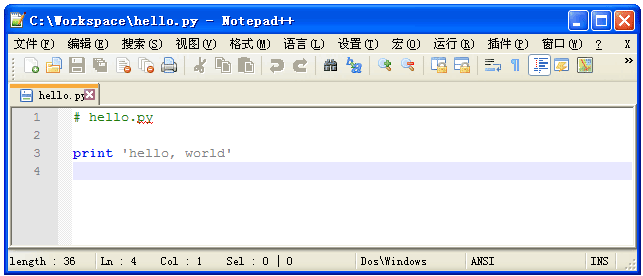 C:\Workspace\hello.py - Notepad++
文件(F) 编辑(E) 搜索(S) 视图(V) 格式(M) 语言(L) 设置(T) 宏(O) 运行(R) 插件(P) 窗口(W) ? X
hello.py
1 # hello.py
2
3 print 'hello, world'
4
length : 36 Ln : 4 Col : 1 Sel : 0 | 0 Dos\Windows ANSI INS